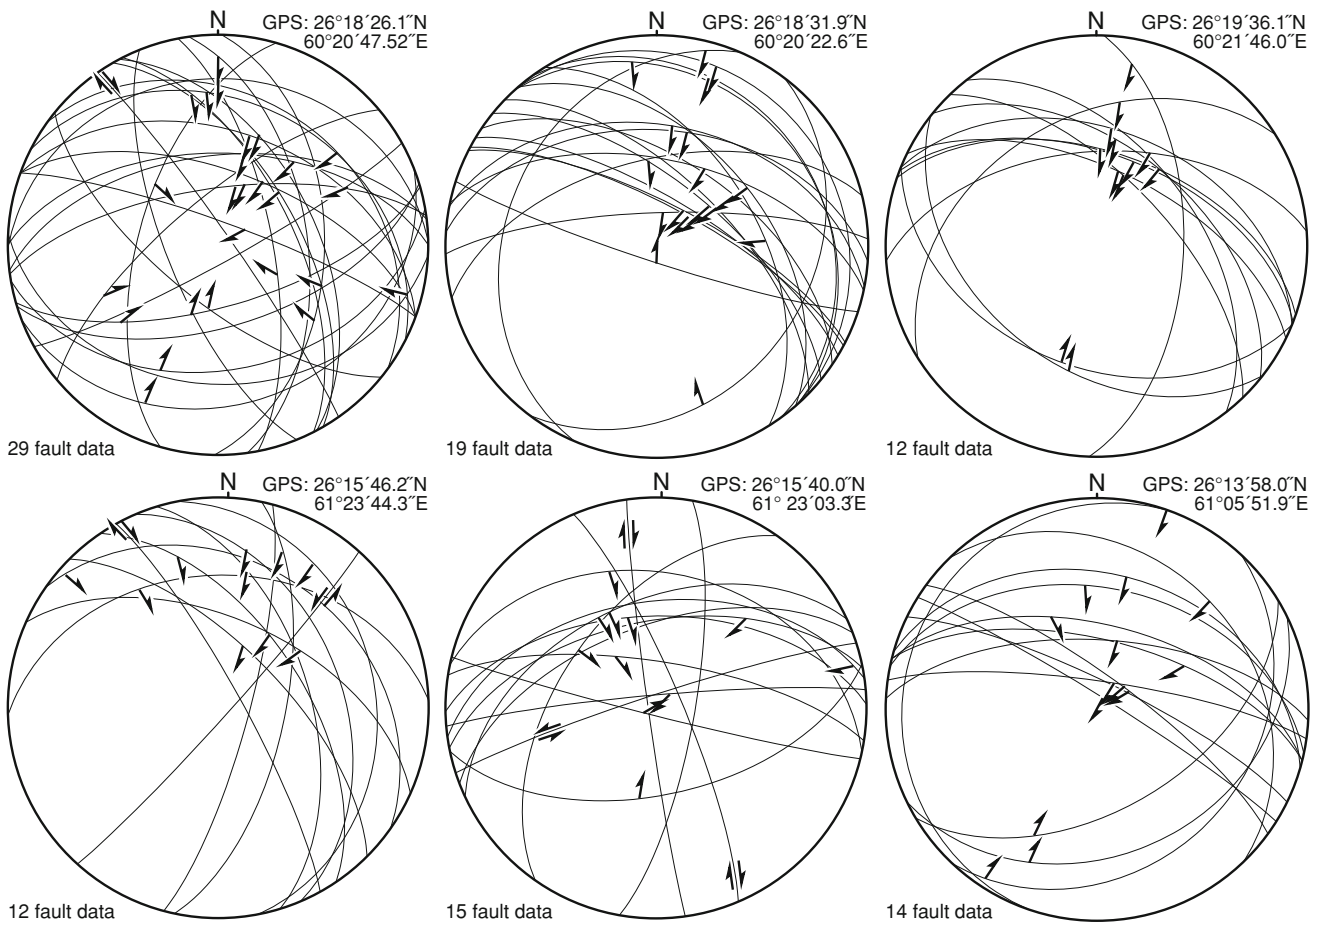 N
GPS: 26°18´26.1˝N
60°20´47.52˝E
29 fault data
N
GPS: 26°18´31.9˝N
60°20´22.6˝E
19 fault data
N
GPS: 26°19´36.1˝N
60°21´46.0˝E
12 fault data
N
GPS: 26°15´46.2˝N
61°23´44.3˝E
12 fault data
N
GPS: 26°15´40.0˝N
61° 23´03.3˝E
15 fault data
N
GPS: 26°13´58.0˝N
61°05´51.9˝E
14 fault data